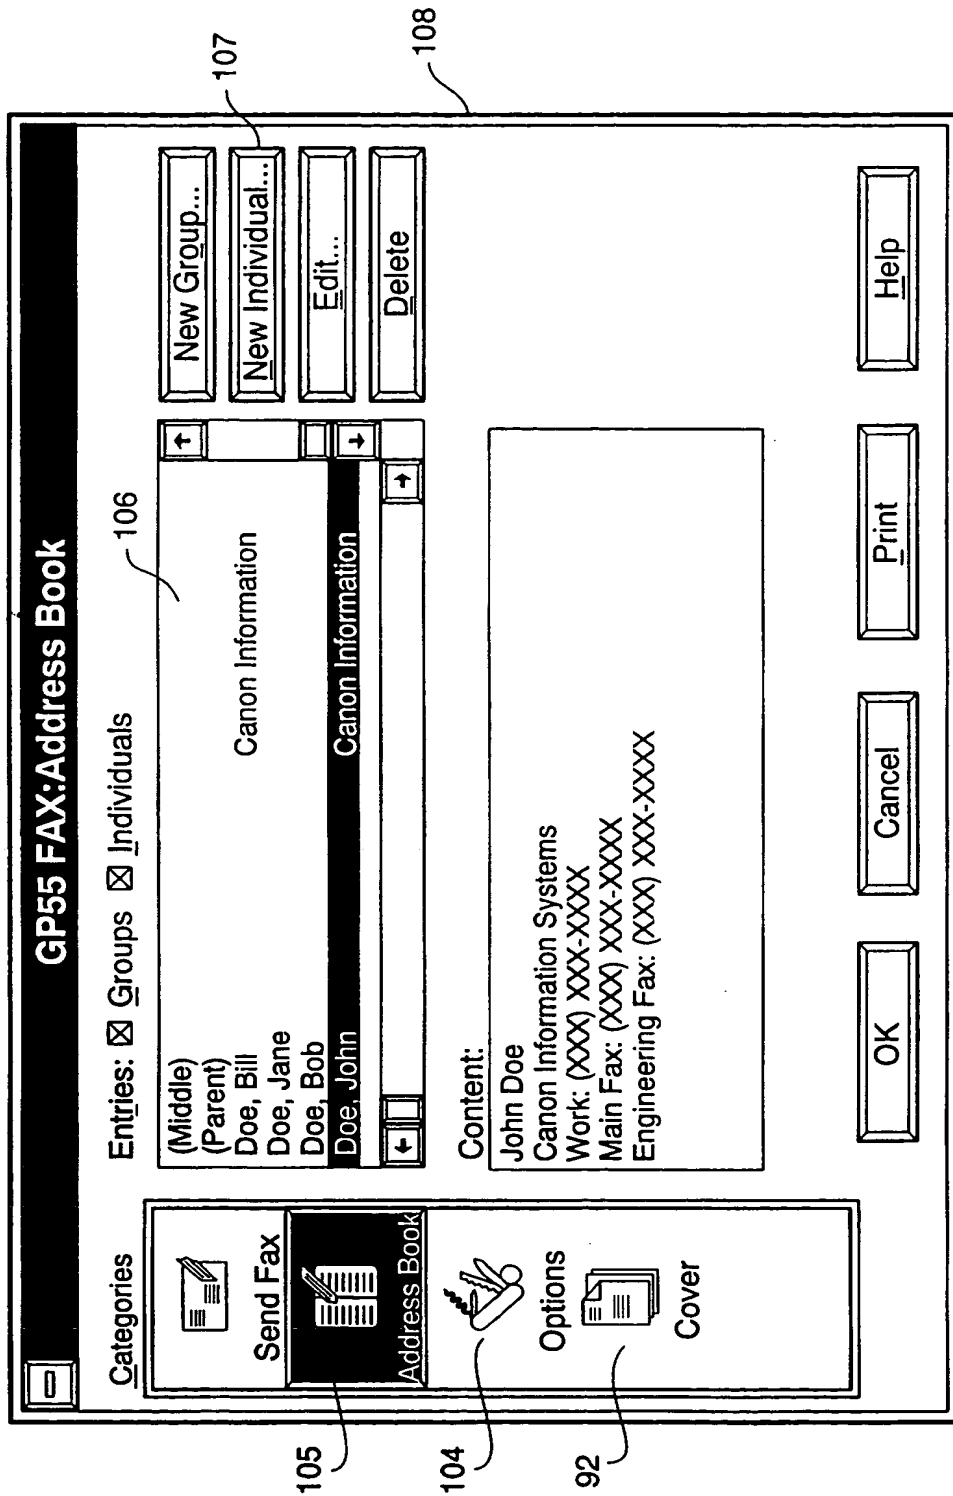 GP55 FAX:Address Book
Categories
Send Fax
Address Book
Options
Cover
Entries: ☒ Groups ☒ Individuals
(Middle)
(Parent)
Doe, Bill Canon Information
Doe, Jane
Doe, Bob
Doe, John Canon Information
New Group...
New Individual...
Edit...
Delete
Content:
John Doe
Canon Information Systems
Work: (XXX) XXX-XXXX
Main Fax: (XXX) XXX-XXXX
Engineering Fax: (XXX) XXX-XXXX
OK
Cancel
Print
Help
105
104
92
106
107
108